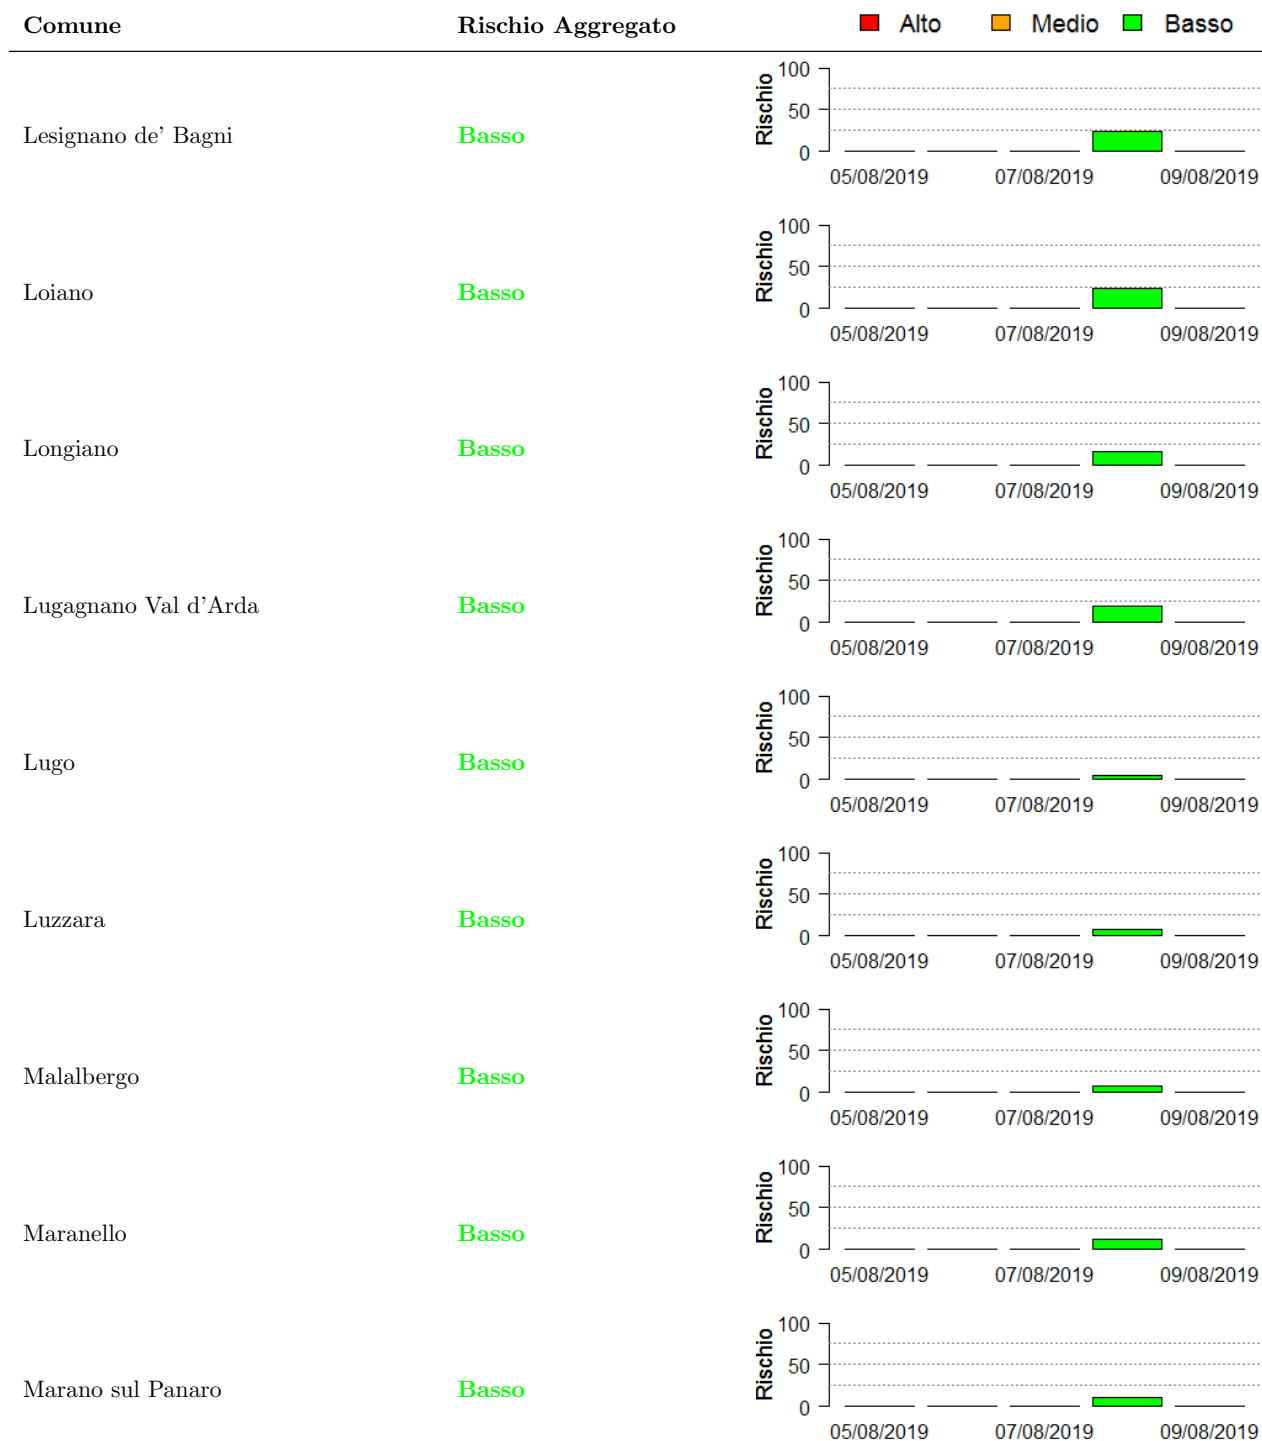 Comune Rischio Aggregato Alto Medio Basso
100
50
0
Rischio
Lesignano de' Bagni Basso
05/08/2019 07/08/2019 09/08/2019
100
50
0
Rischio
Loiano Basso
05/08/2019 07/08/2019 09/08/2019
100
50
0
Rischio
Longiano Basso
05/08/2019 07/08/2019 09/08/2019
100
50
0
Rischio
Lugagnano Val d'Arda Basso
05/08/2019 07/08/2019 09/08/2019
100
50
0
Rischio
Lugo Basso
05/08/2019 07/08/2019 09/08/2019
100
50
0
Rischio
Luzzara Basso
05/08/2019 07/08/2019 09/08/2019
100
50
0
Rischio
Malalbergo Basso
05/08/2019 07/08/2019 09/08/2019
100
50
0
Rischio
Maranello Basso
05/08/2019 07/08/2019 09/08/2019
100
50
0
Rischio
Marano sul Panaro Basso
05/08/2019 07/08/2019 09/08/2019